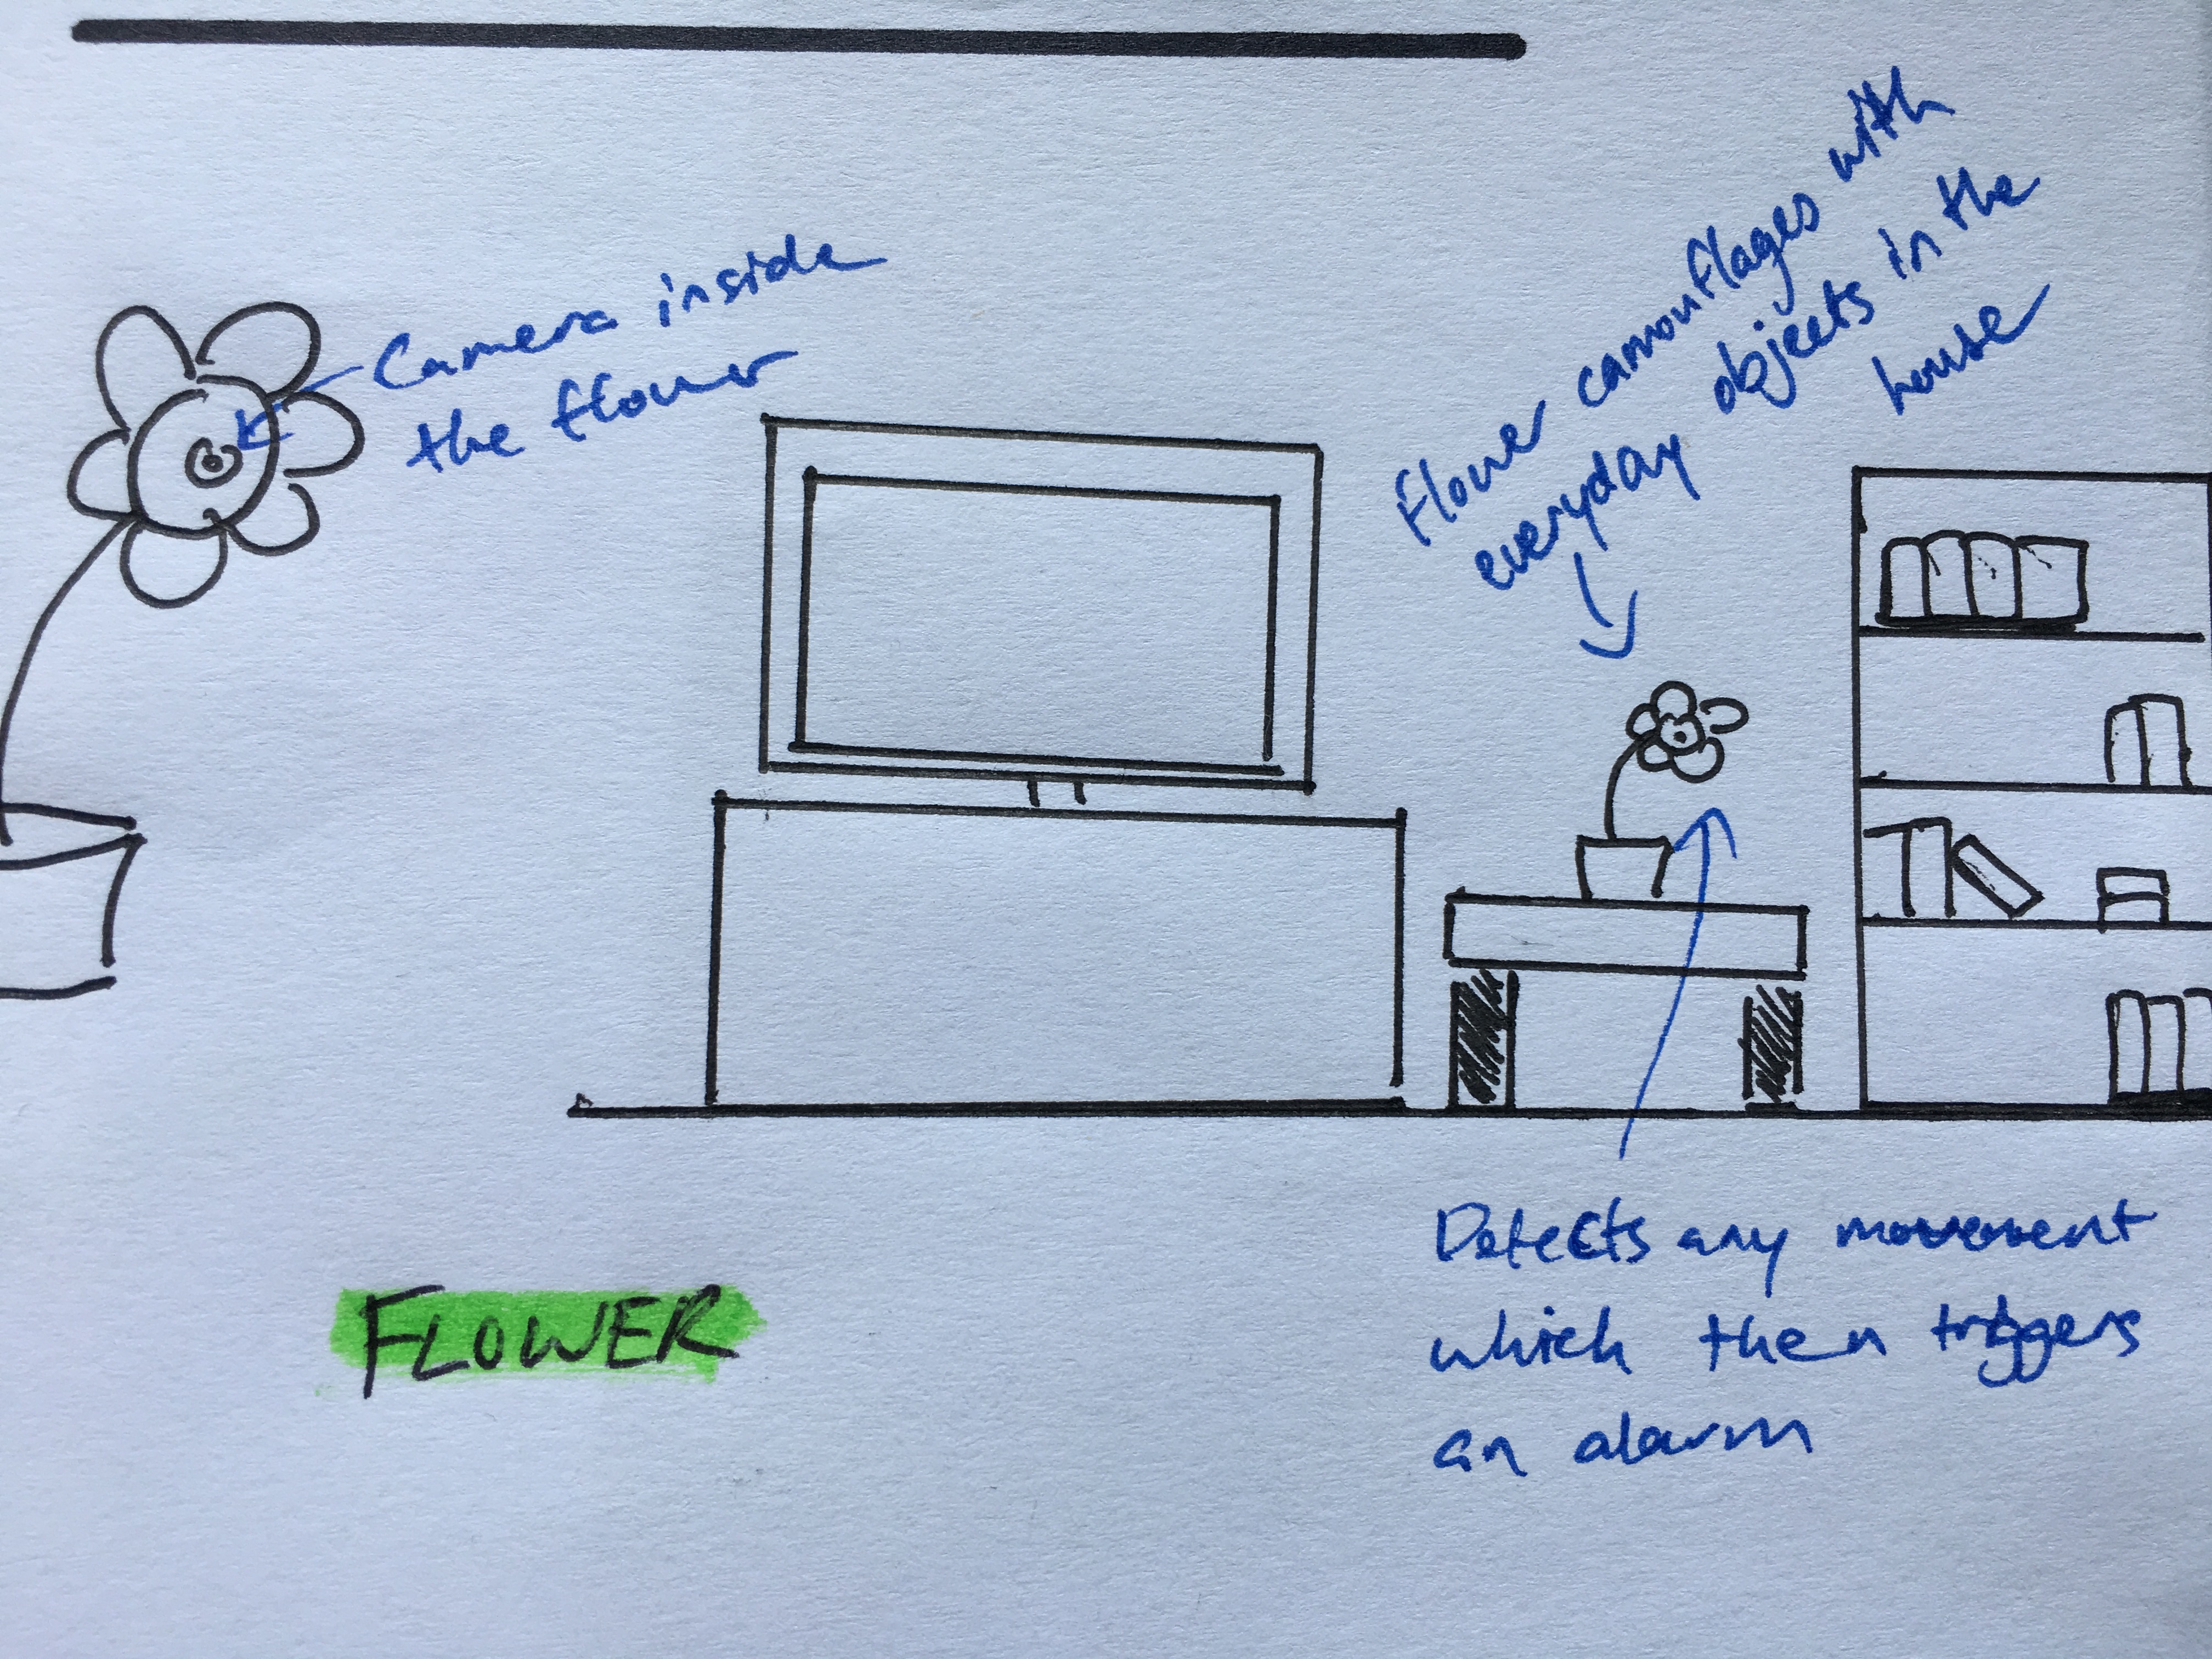 Camera inside
the flower
Flower camouflages with
everyday objects in the
house
Detects any movement
which then triggers
an alarm
FLOWER